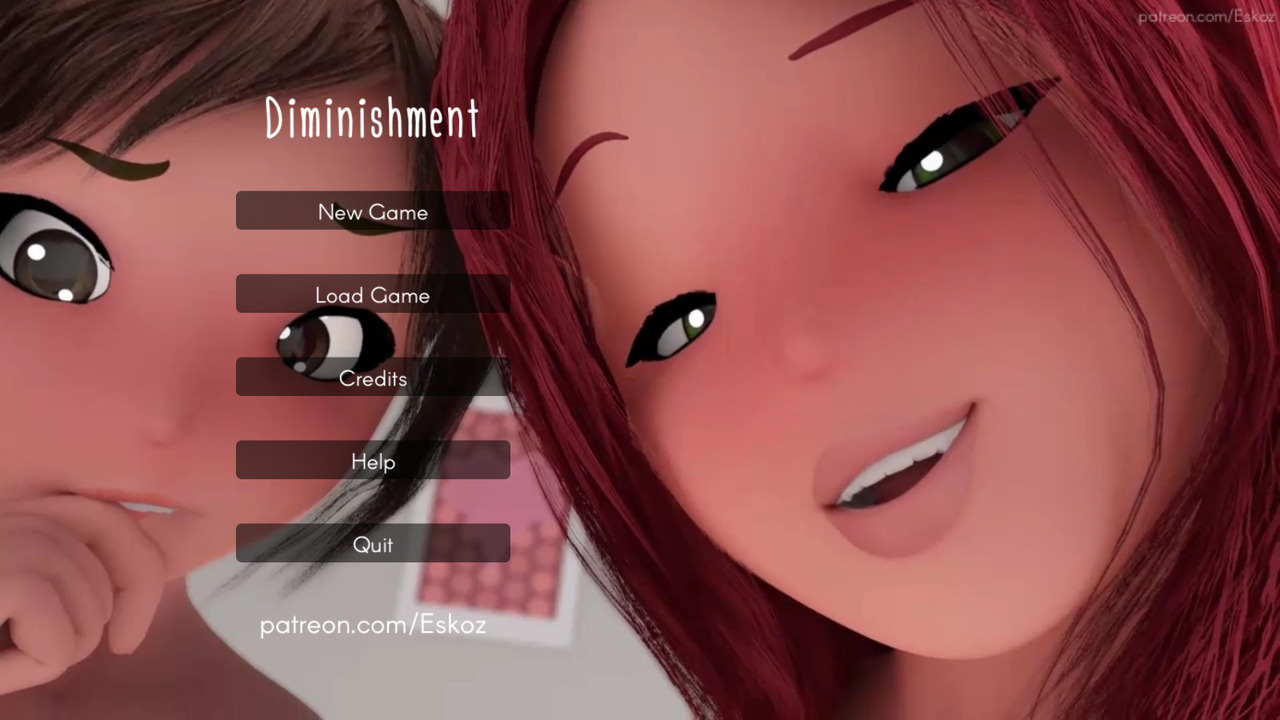 patreon.com/Eskoz
Diminishment
New Game
Load Game
Credits
Help
Quit
patreon.com/Eskoz